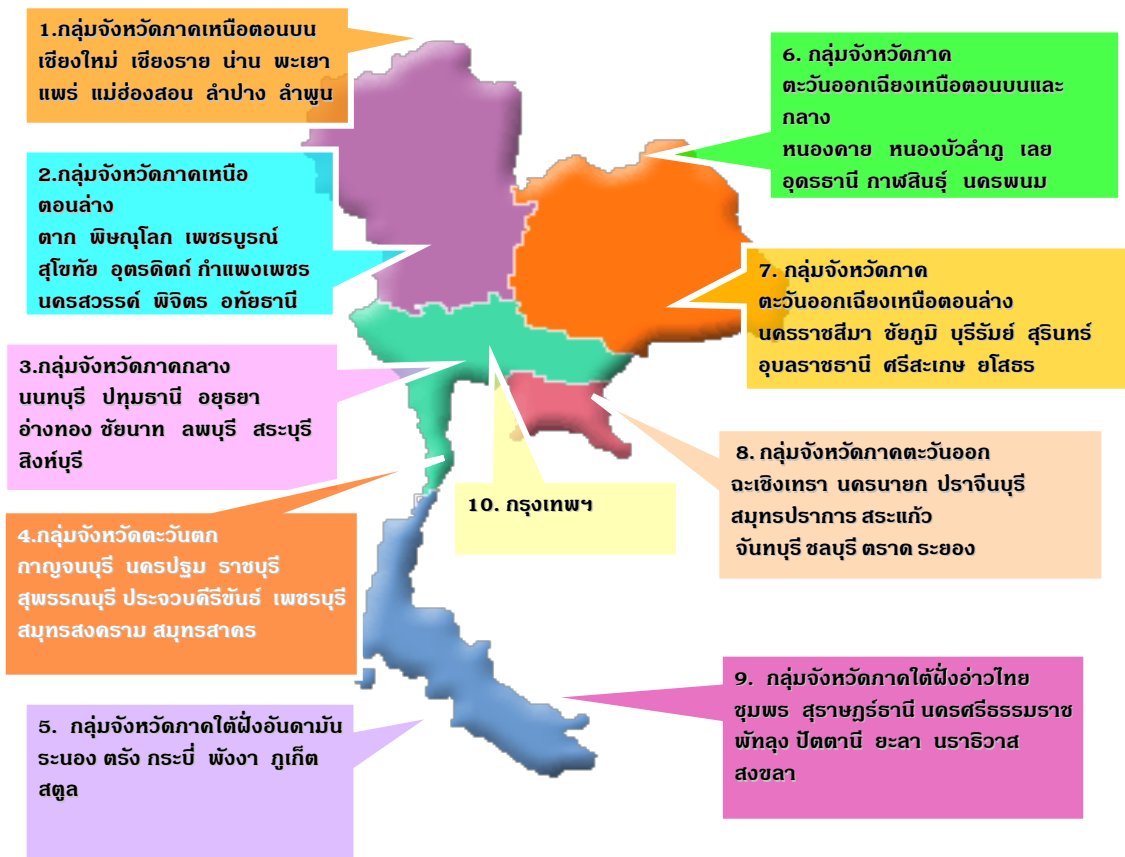 1.กลุ่มจังหวัดภาคเหนือตอนบน
เชียงใหม่ เชียงราย น่าน พะเยา
แพร่ แม่ฮ่องสอน ลำปาง ลำพูน
2.กลุ่มจังหวัดภาคเหนือ
ตอนล่าง
ตาก พิษณุโลก เพชรบูรณ์
สุโขทัย อุตรดิตถ์ กำแพงเพชร
นครสวรรค์ พิจิตร อทัยธานี
3.กลุ่มจังหวัดภาคกลาง
นนทบุรี ปทุมธานี อยุธยา
อ่างทอง ชัยนาท ลพบุรี สระบุรี
สิงห์บุรี
4.กลุ่มจังหวัดตะวันตก
กาญจนบุรี นครปฐม ราชบุรี
สุพรรณบุรี ประจวบคีรีขันธ์ เพชรบุรี
สมุทรสงคราม สมุทรสาคร
5. กลุ่มจังหวัดภาคใต้ฝั่งอันดามัน
ระนอง ตรัง กระบี่ พังงา ภูเก็ต
สตูล
6. กลุ่มจังหวัดภาค
ตะวันออกเฉียงเหนือตอนบนและ
กลาง
หนองคาย หนองบัวลำภู เลย
อุดรธานี กาฬสินธุ์ นครพนม
7. กลุ่มจังหวัดภาค
ตะวันออกเฉียงเหนือตอนล่าง
นครราชสีมา ชัยภูมิ บุรีรัมย์ สุรินทร์
อุบลราชธานี ศรีสะเกษ ยโสธร
8. กลุ่มจังหวัดภาคตะวันออก
ฉะเชิงเทรา นครนายก ปราจีนบุรี
สมุทรปราการ สระแก้ว
จันทบุรี ชลบุรี ตราด ระยอง
9. กลุ่มจังหวัดภาคใต้ฝั่งอ่าวไทย
ชุมพร สุราษฎร์ธานี นครศรีธรรมราช
พัทลุง ปัตตานี ยะลา นราธิวาส
สงขลา
10. กรุงเทพฯ